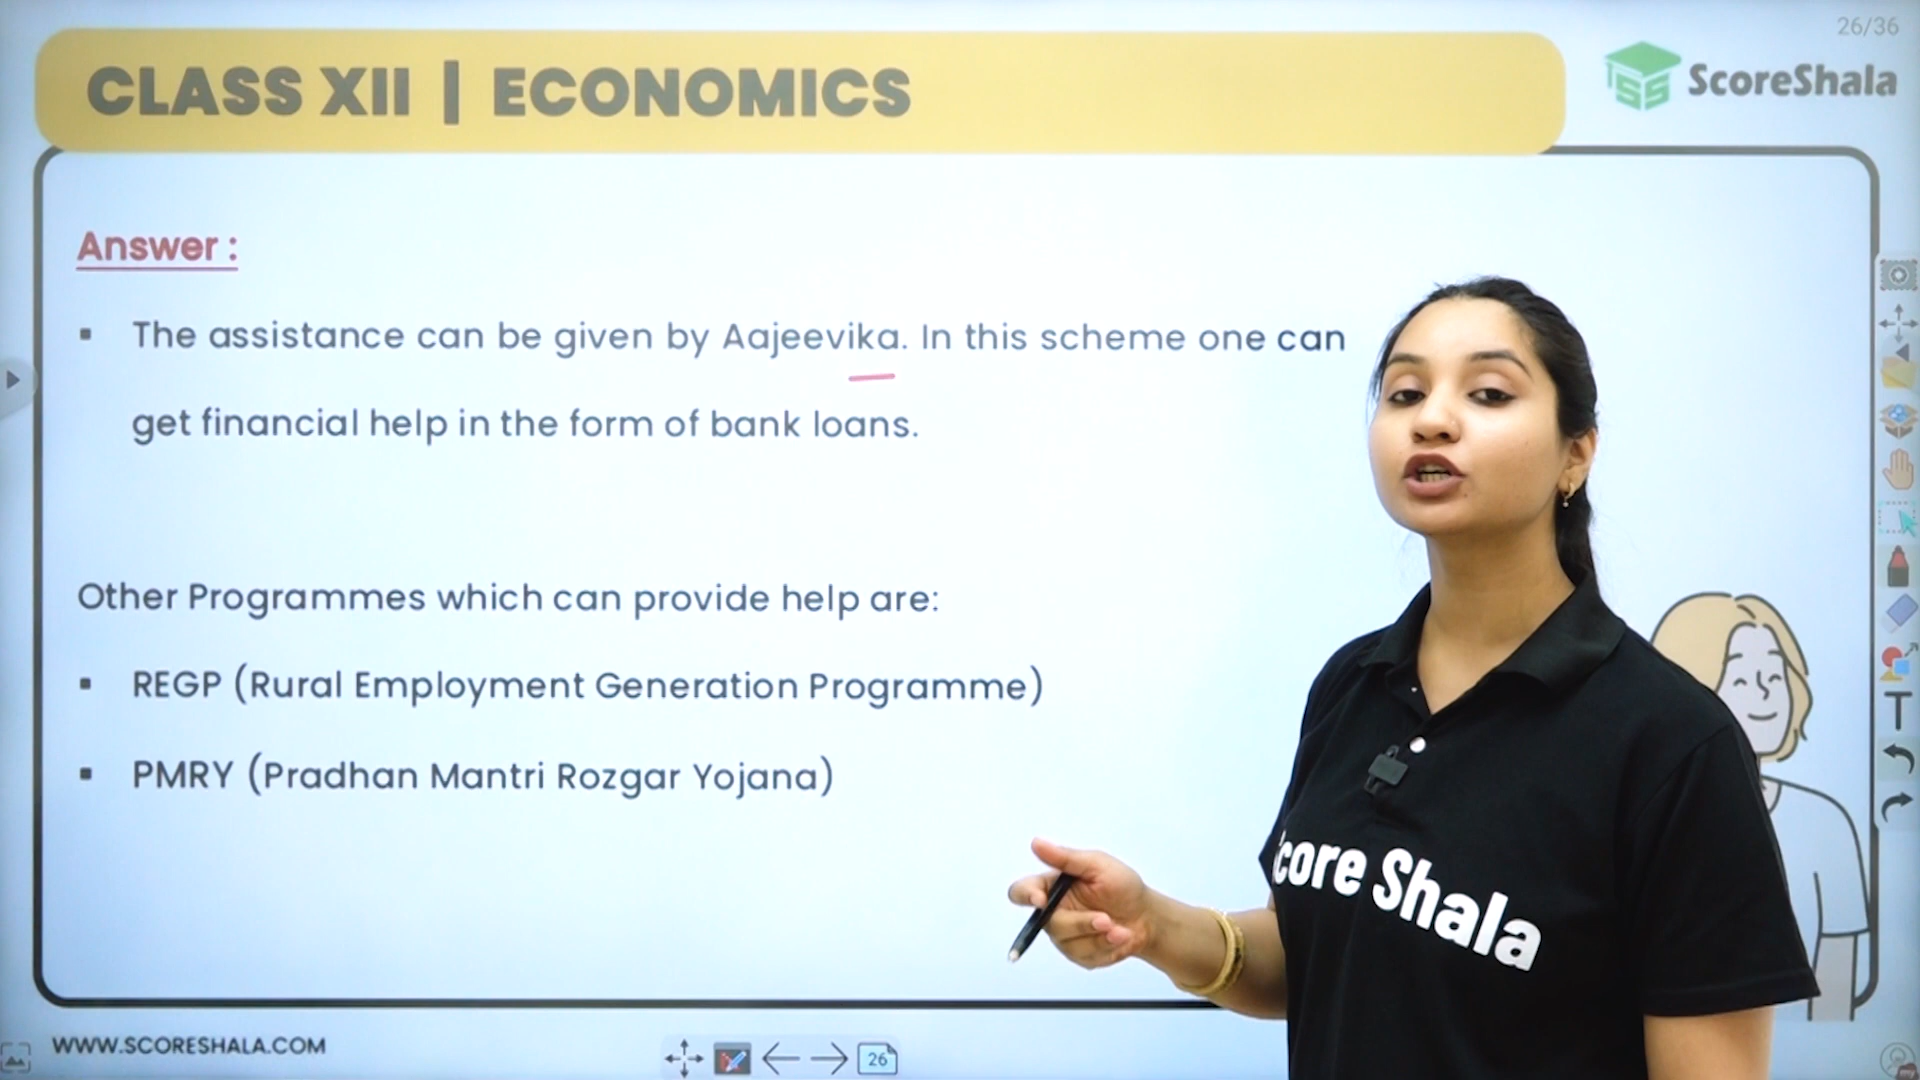 26/36
CLASS XII | ECONOMICS
ScoreShala
Answer :
▪ The assistance can be given by Aajeevika. In this scheme one can
get financial help in the form of bank loans.
Other Programmes which can provide help are:
▪ REGP (Rural Employment Generation Programme)
▪ PMRY (Pradhan Mantri Rozgar Yojana)
core Shala
WWW.SCORESHALA.COM
26